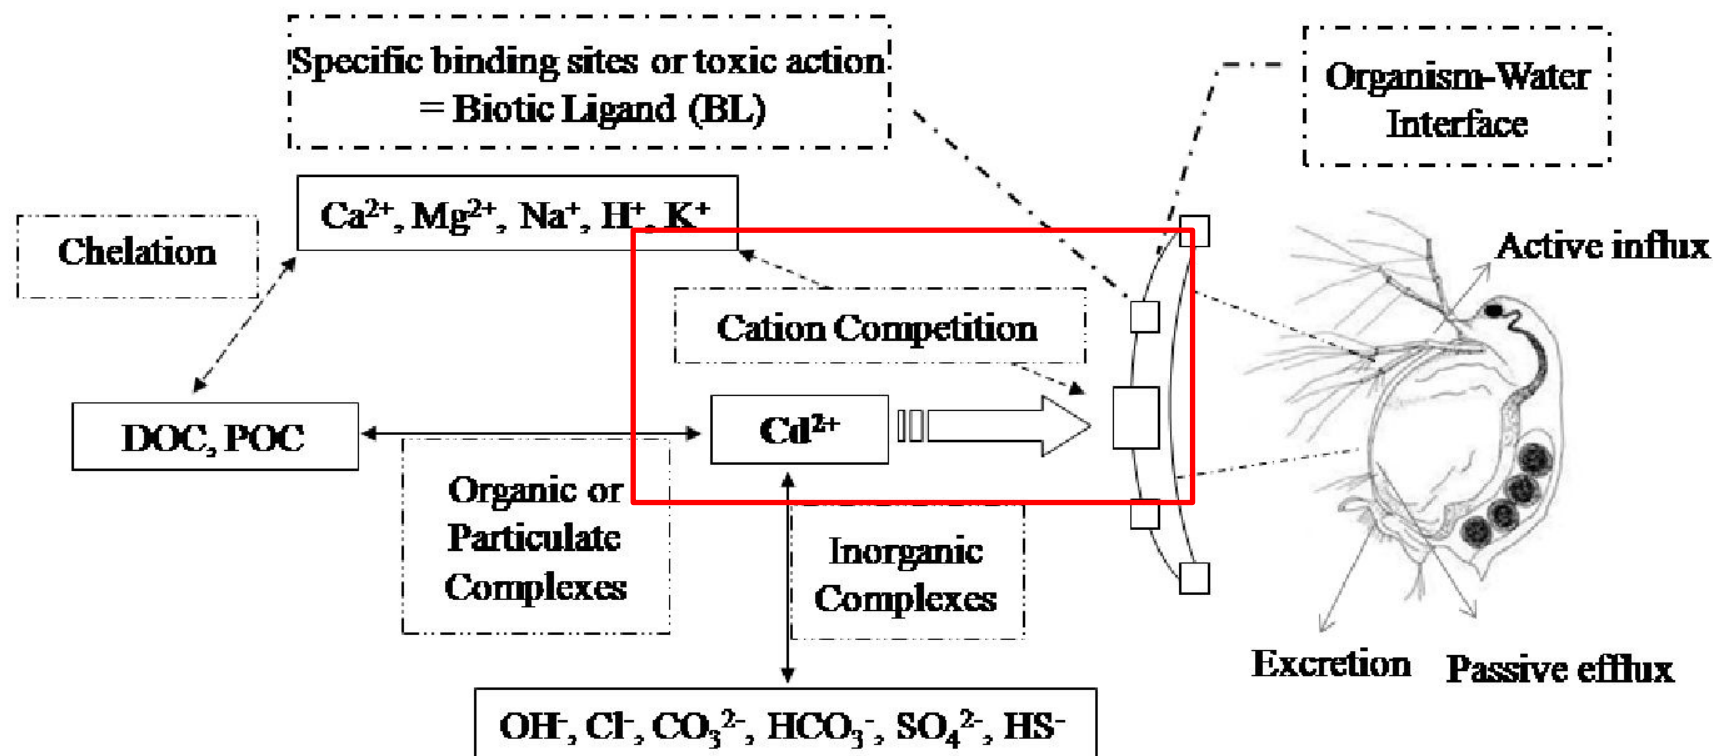 Specific binding sites or toxic action
= Biotic Ligand (BL)
Organism-Water
Interface
Ca²⁺, Mg²⁺, Na⁺, H⁺, K⁺
Chelation
Active influx
Cation Competition
DOC, POC
Cd²⁺
Organic or
Particulate
Complexes
Inorganic
Complexes
Excretion
Passive efflux
OH⁻, Cl⁻, CO₃²⁻, HCO₃⁻, SO₄²⁻, HS⁻